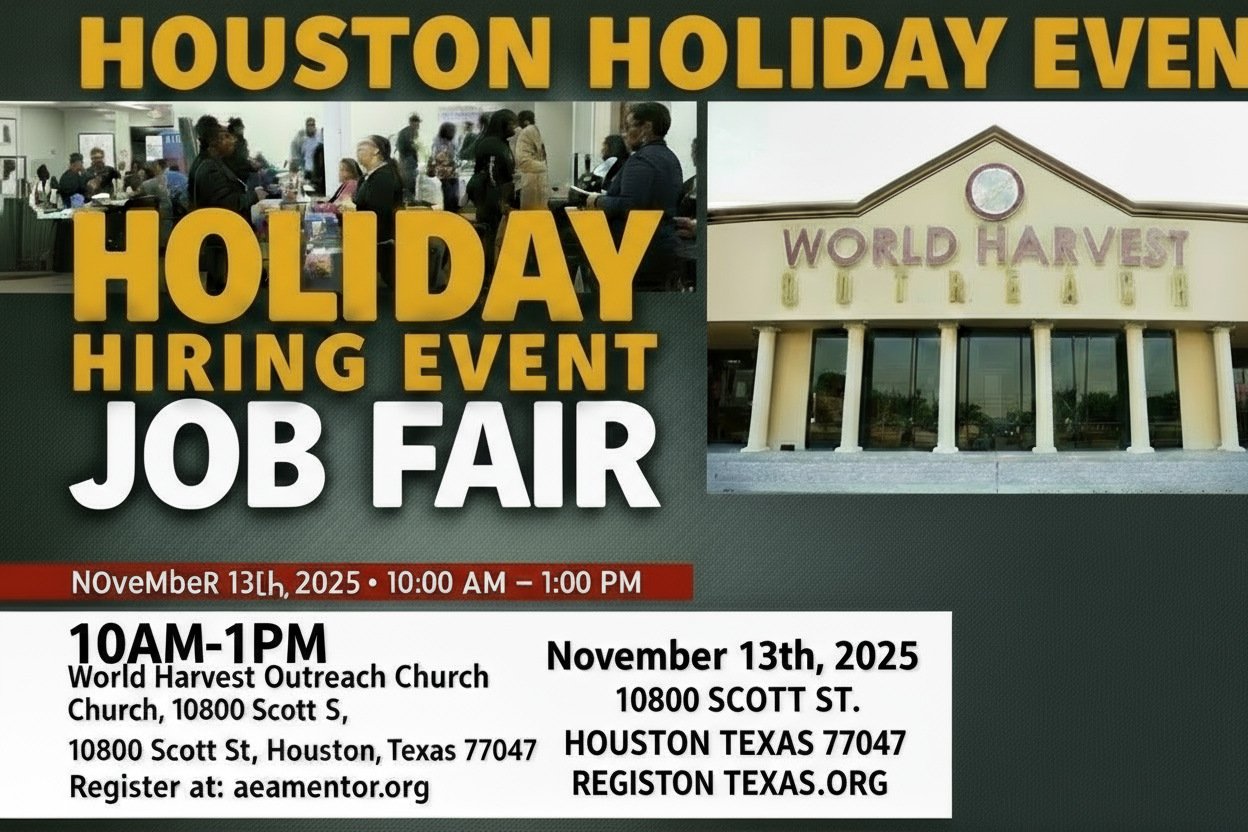 HOUSTON HOLIDAY EVEN
WORLD HARVEST
OUTREACH
HOLIDAY
HIRING EVENT
JOB FAIR
NOveMbeR 13th, 2025 • 10:00 AM – 1:00 PM
10AM-1PM
World Harvest Outreach Church
Church, 10800 Scott S,
10800 Scott St, Houston, Texas 77047
Register at: aeamentor.org
November 13th, 2025
10800 SCOTT ST.
HOUSTON TEXAS 77047
REGISTON TEXAS.ORG